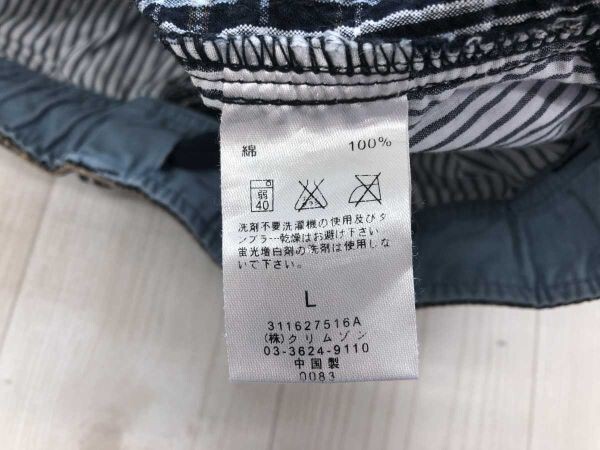 綿 100%
弱
40
洗剤不要洗濯機の使用及びタ
ンブラー乾燥はお避け下さい
蛍光増白剤の洗剤は使用しな
いで下さい。
L
311627516A
(株)クリムゾン
03-3624-9110
中国製
0083